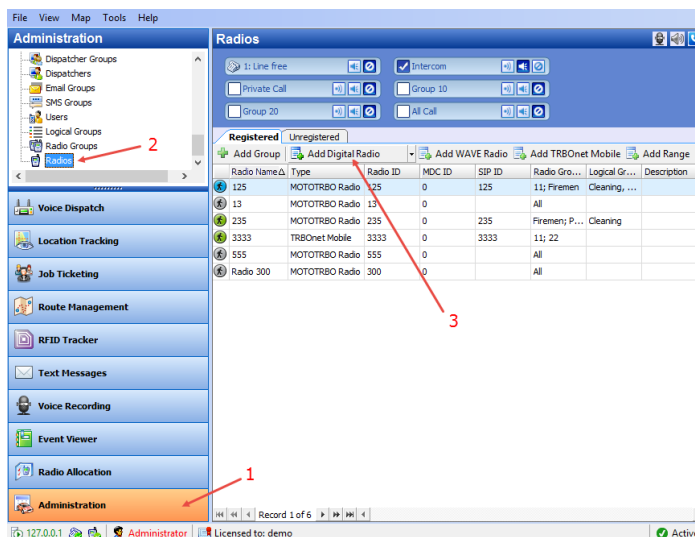 File View Map Tools Help
Administration
Radios
Dispatcher Groups
Dispatchers
Email Groups
SMS Groups
Users
Logical Groups
Radio Groups
Radios
2
1: Line free
Intercom
Private Call
Group 10
Group 20
All Call
Registered Unregistered
Add Group Add Digital Radio Add WAVE Radio Add TRBOnet Mobile Add Range
Radio Name Type Radio ID MDC ID SIP ID Radio Gro... Logical Gr... Description
125 MOTOTRBO Radio 125 0 125 11; Firemen Cleaning, ...
13 MOTOTRBO Radio 13 0 All
235 MOTOTRBO Radio 235 0 235 Firemen; P... Cleaning
3333 TRBOnet Mobile 3333 0 3333 11; 22
555 MOTOTRBO Radio 555 0 All
Radio 300 MOTOTRBO Radio 300 0 All
3
Voice Dispatch
Location Tracking
Job Ticketing
Route Management
RFID Tracker
Text Messages
Voice Recording
Event Viewer
Radio Allocation
1
Administration
Record 1 of 6
127.0.0.1 Administrator Licensed to: demo Active